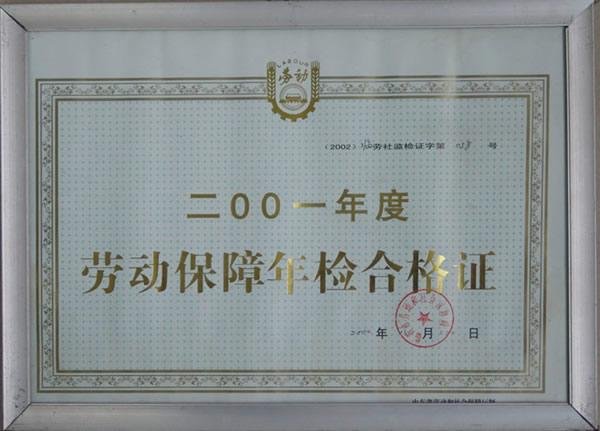 LABOUR
劳动
(2002) 劳社监检证字第 058 号
二00一年度
劳动保障年检合格证
年 月 日